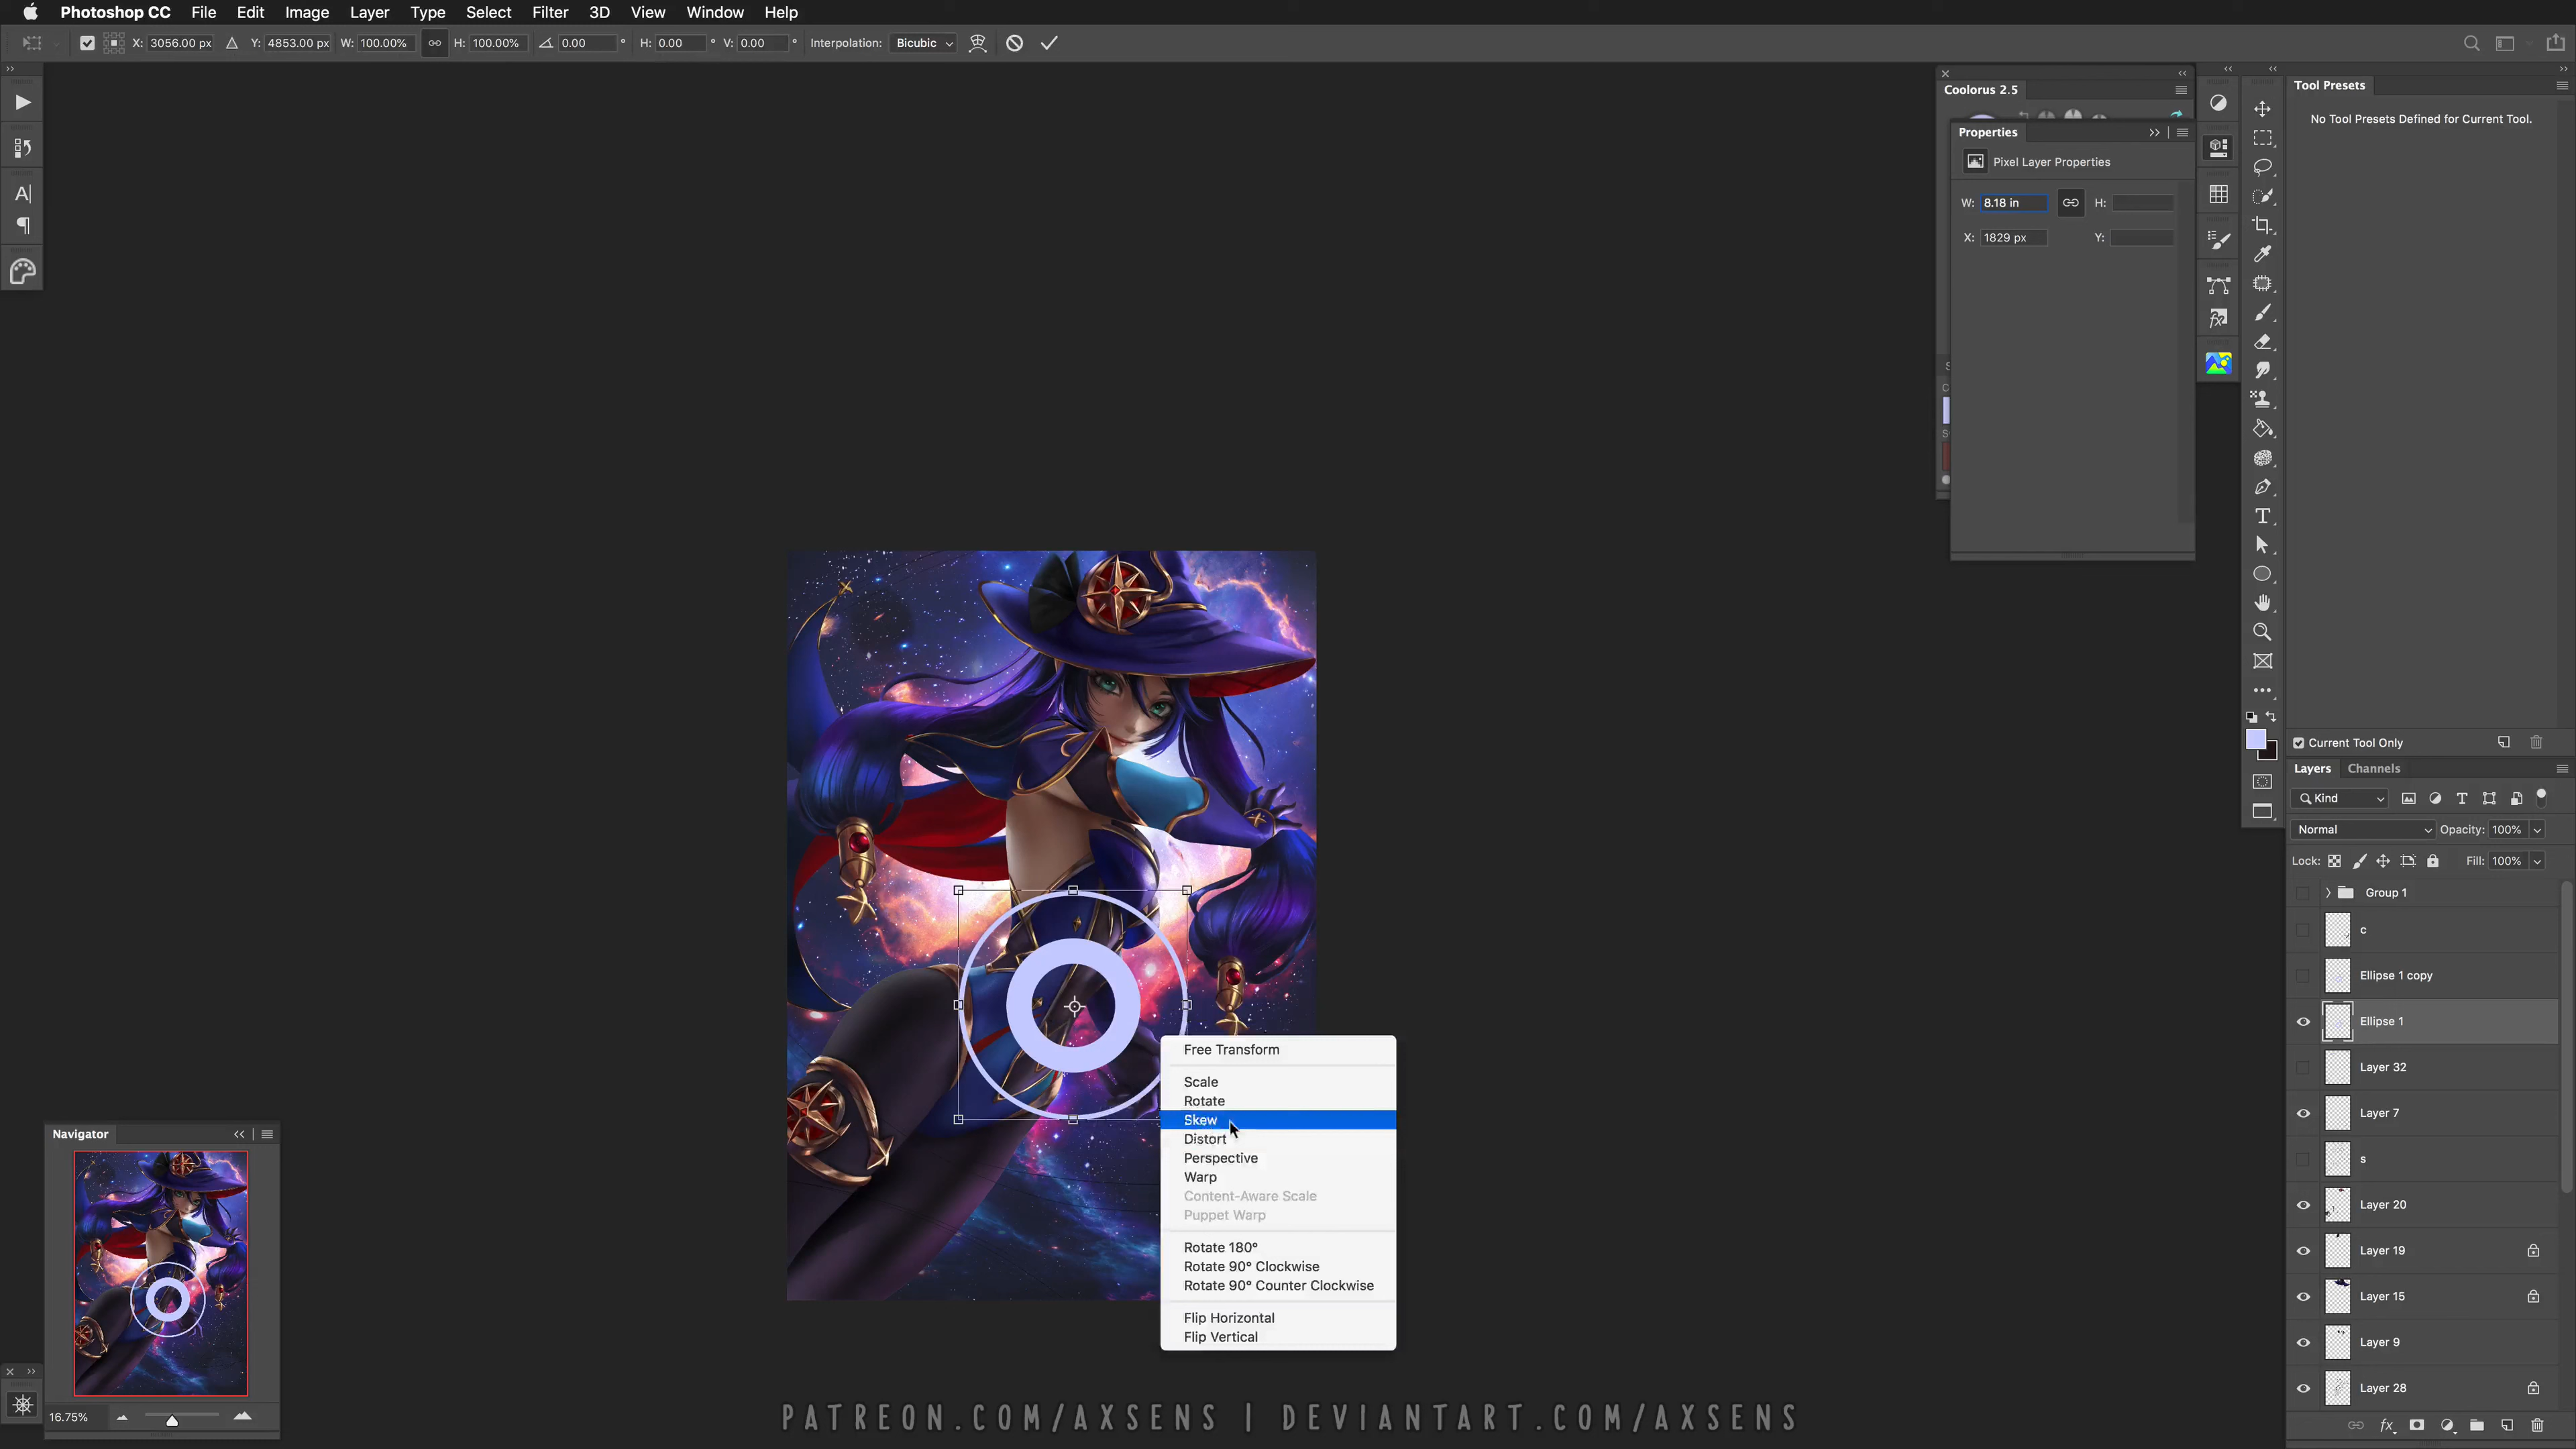 Photoshop CC File Edit Image Layer Type Select Filter 3D View Window Help
X: 3056.00 px Y: 4853.00 px W: 100.00% H: 100.00% 0.00 ° H: 0.00 ° V: 0.00 ° Interpolation: Bicubic
Coolorus 2.5
Properties
Pixel Layer Properties
W: 8.18 in H:
X: 1829 px Y:
Tool Presets
No Tool Presets Defined for Current Tool.
Current Tool Only
Layers Channels
Kind
Normal Opacity: 100%
Lock: Fill: 100%
Group 1
c
Ellipse 1 copy
Ellipse 1
Layer 32
Layer 7
s
Layer 20
Layer 19
Layer 15
Layer 9
Layer 28
Free Transform
Scale
Rotate
Skew
Distort
Perspective
Warp
Content-Aware Scale
Puppet Warp
Rotate 180°
Rotate 90° Clockwise
Rotate 90° Counter Clockwise
Flip Horizontal
Flip Vertical
Navigator
16.75%
PATREON.COM/AXSENS | DEVIANTART.COM/AXSENS